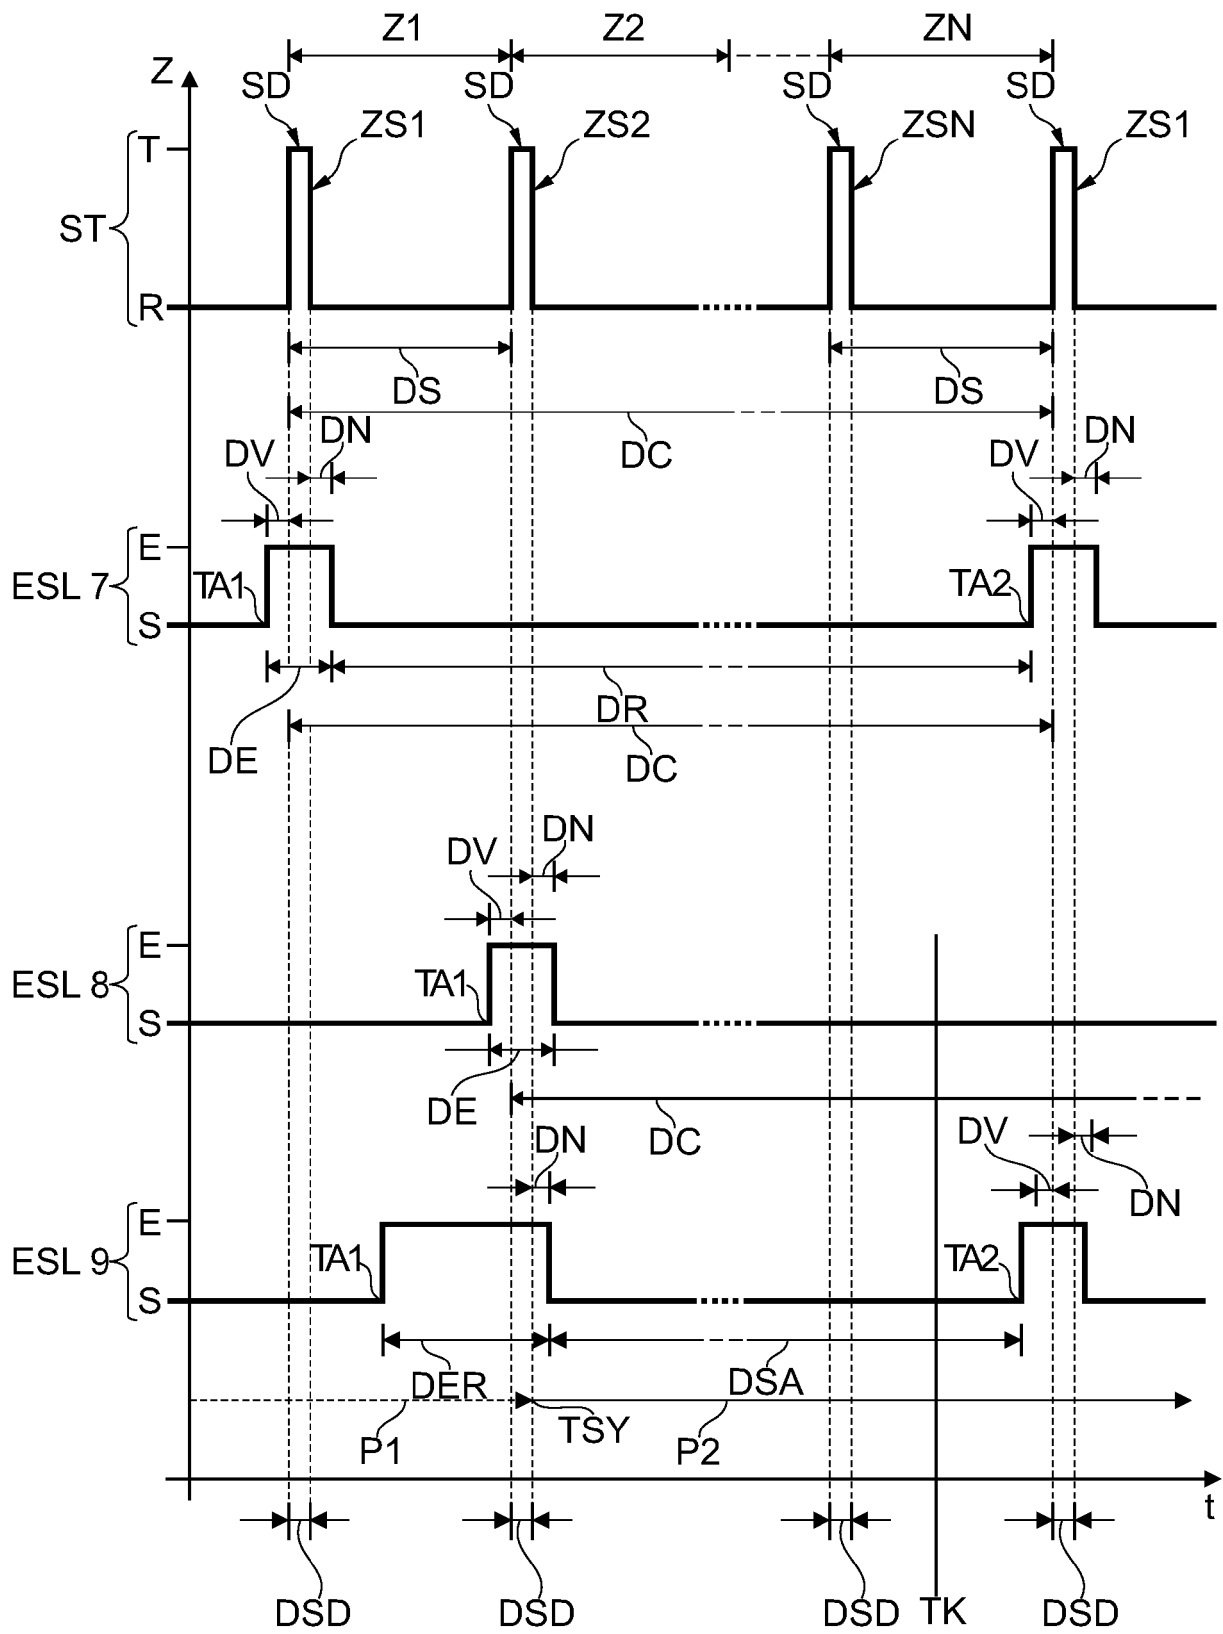 Z1 Z2 ZN
Z SD SD SD SD
ZS1 ZS2 ZSN ZS1
T
ST
R
DS DS
DN DN
DV DC DV
E
ESL 7 TA1 TA2
S
DR
DE DC
DN
DV
E
ESL 8 TA1
S
DE
DN DC DV
DN
E
ESL 9 TA1 TA2
S
DER DSA
TSY
P1 P2
t
DSD DSD DSD TK DSD